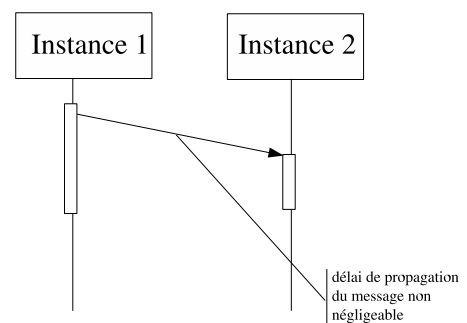 Instance 1
Instance 2
délai de propagation
du message non
négligeable